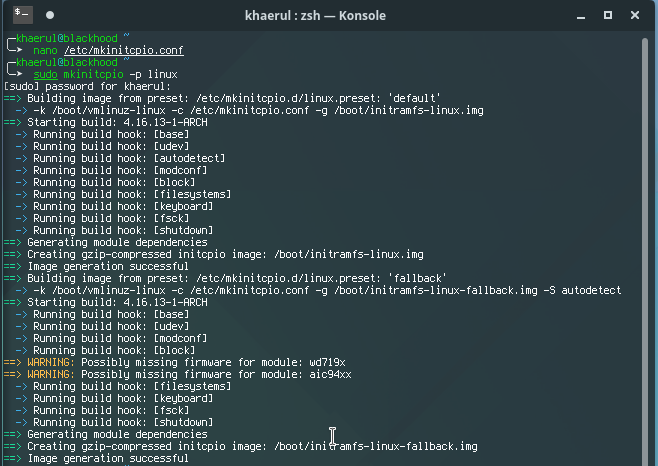 khaerul : zsh — Konsole
khaerul@blackhood ~
nano /etc/mkinitcpio.conf
khaerul@blackhood ~
sudo mkinitcpio -p linux
[sudo] password for khaerul:
==> Building image from preset: /etc/mkinitcpio.d/linux.preset: 'default'
-> -k /boot/vmlinuz-linux -c /etc/mkinitcpio.conf -g /boot/initramfs-linux.img
==> Starting build: 4.16.13-1-ARCH
-> Running build hook: [base]
-> Running build hook: [udev]
-> Running build hook: [autodetect]
-> Running build hook: [modconf]
-> Running build hook: [block]
-> Running build hook: [filesystems]
-> Running build hook: [keyboard]
-> Running build hook: [fsck]
-> Running build hook: [shutdown]
==> Generating module dependencies
==> Creating gzip-compressed initcpio image: /boot/initramfs-linux.img
==> Image generation successful
==> Building image from preset: /etc/mkinitcpio.d/linux.preset: 'fallback'
-> -k /boot/vmlinuz-linux -c /etc/mkinitcpio.conf -g /boot/initramfs-linux-fallback.img -S autodetect
==> Starting build: 4.16.13-1-ARCH
-> Running build hook: [base]
-> Running build hook: [udev]
-> Running build hook: [modconf]
-> Running build hook: [block]
==> WARNING: Possibly missing firmware for module: wd719x
==> WARNING: Possibly missing firmware for module: aic94xx
-> Running build hook: [filesystems]
-> Running build hook: [keyboard]
-> Running build hook: [fsck]
-> Running build hook: [shutdown]
==> Generating module dependencies
==> Creating gzip-compressed initcpio image: /boot/initramfs-linux-fallback.img
==> Image generation successful